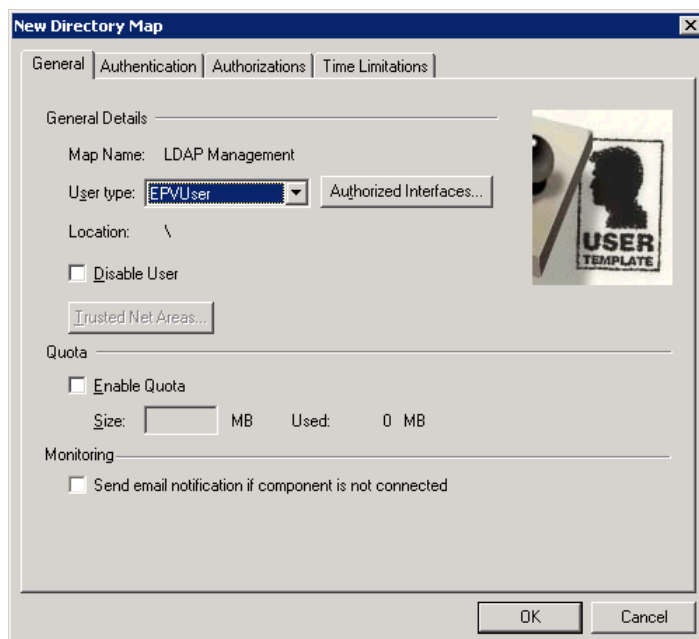 New Directory Map
General Authentication Authorizations Time Limitations
General Details
Map Name: LDAP Management
User type: EPVUser Authorized Interfaces...
Location: \
Disable User
USER
TEMPLATE
Trusted Net Areas...
Quota
Enable Quota
Size: MB Used: 0 MB
Monitoring
Send email notification if component is not connected
OK Cancel